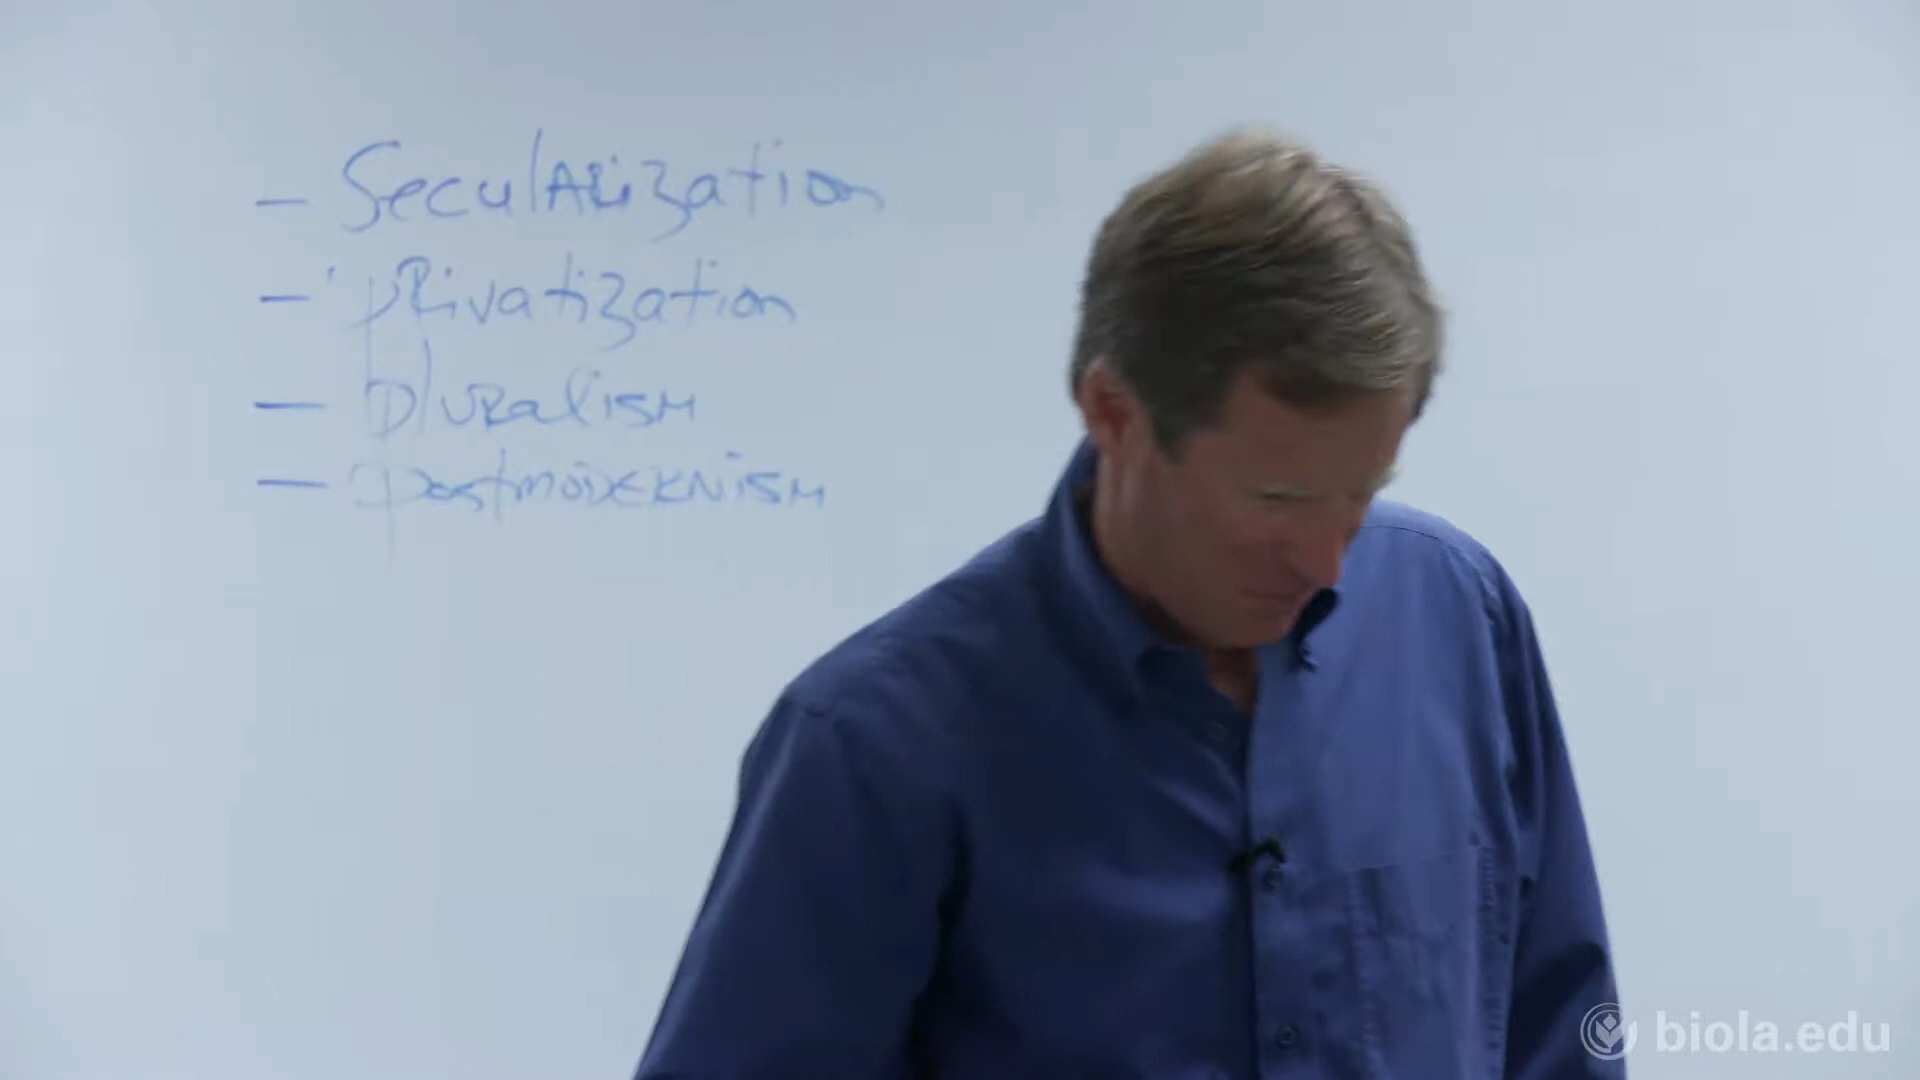 - SeculARization
- pRivatization
- pluRalism
- postmoDERNism
biola.edu